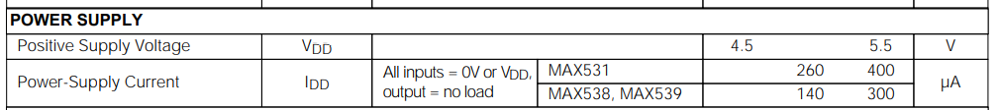 POWER SUPPLY
Positive Supply Voltage VDD 4.5 5.5 V
Power-Supply Current IDD All inputs = 0V or VDD, output = no load MAX531 260 400 µA
MAX538, MAX539 140 300